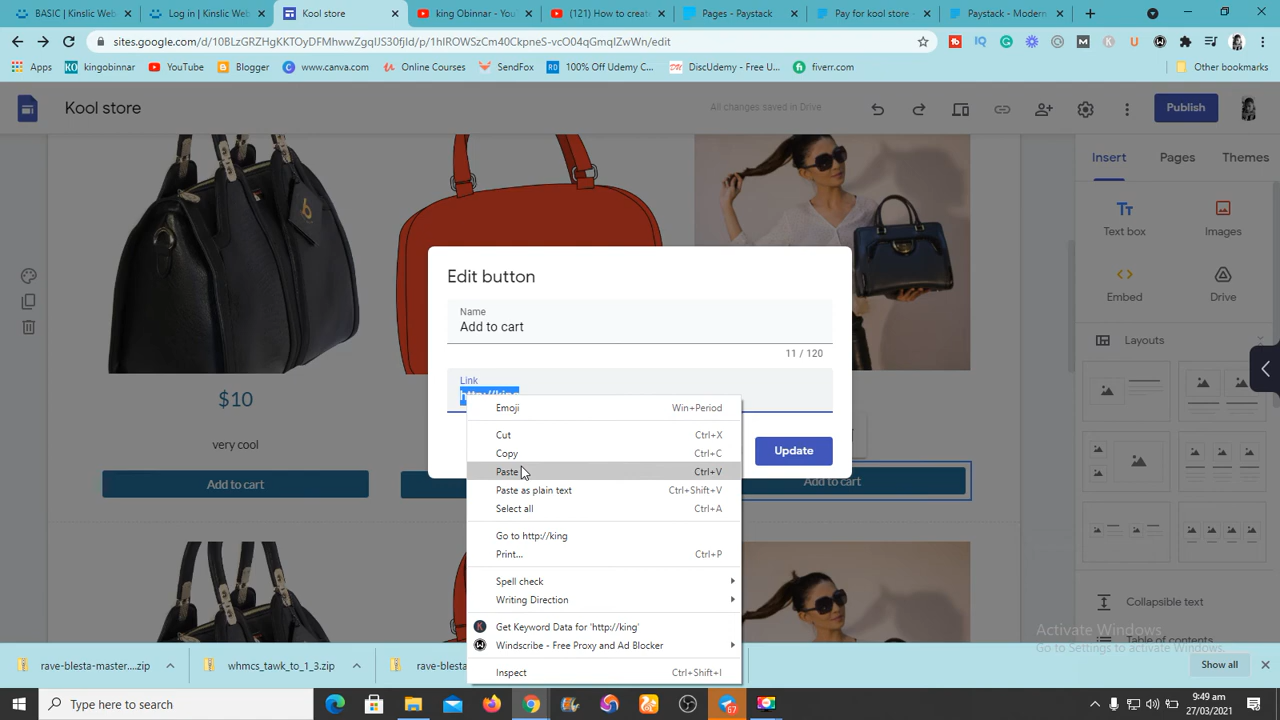 BASIC | Kinslic Web
Log in | Kinslic Web
Kool store
king Obinnar - YouTu
(121) How to create
Pages - Paystack
Pay for kool store -
Paystack - Modern
sites.google.com/d/10BLzGRZHgKKTOyDFMhwwZgqIJS30fjId/p/1hIROWSzCm40CkpneS-vcO04qGmqIZwWn/edit
Apps
kingobinnar
YouTube
Blogger
www.canva.com
Online Courses
SendFox
100% Off Udemy C...
DiscUdemy - Free U...
fiverr.com
Other bookmarks
Kool store
All changes saved in Drive
Publish
Insert
Pages
Themes
Text box
Images
Embed
Drive
Layouts
Collapsible text
Table of contents
Edit button
Name
Add to cart
11 / 120
Link
http://king
Update
$10
very cool
Add to cart
Add to cart
Emoji Win+Period
Cut Ctrl+X
Copy Ctrl+C
Paste Ctrl+V
Paste as plain text Ctrl+Shift+V
Select all Ctrl+A
Go to http://king
Print... Ctrl+P
Spell check
Writing Direction
Get Keyword Data for 'http://king'
Windscribe - Free Proxy and Ad Blocker
Inspect Ctrl+Shift+I
Activate Windows
Go to Settings to activate Windows.
rave-blesta-master....zip
whmcs_tawk_to_1_3.zip
rave-blesta
Show all
Type here to search
67
9:49 am
27/03/2021